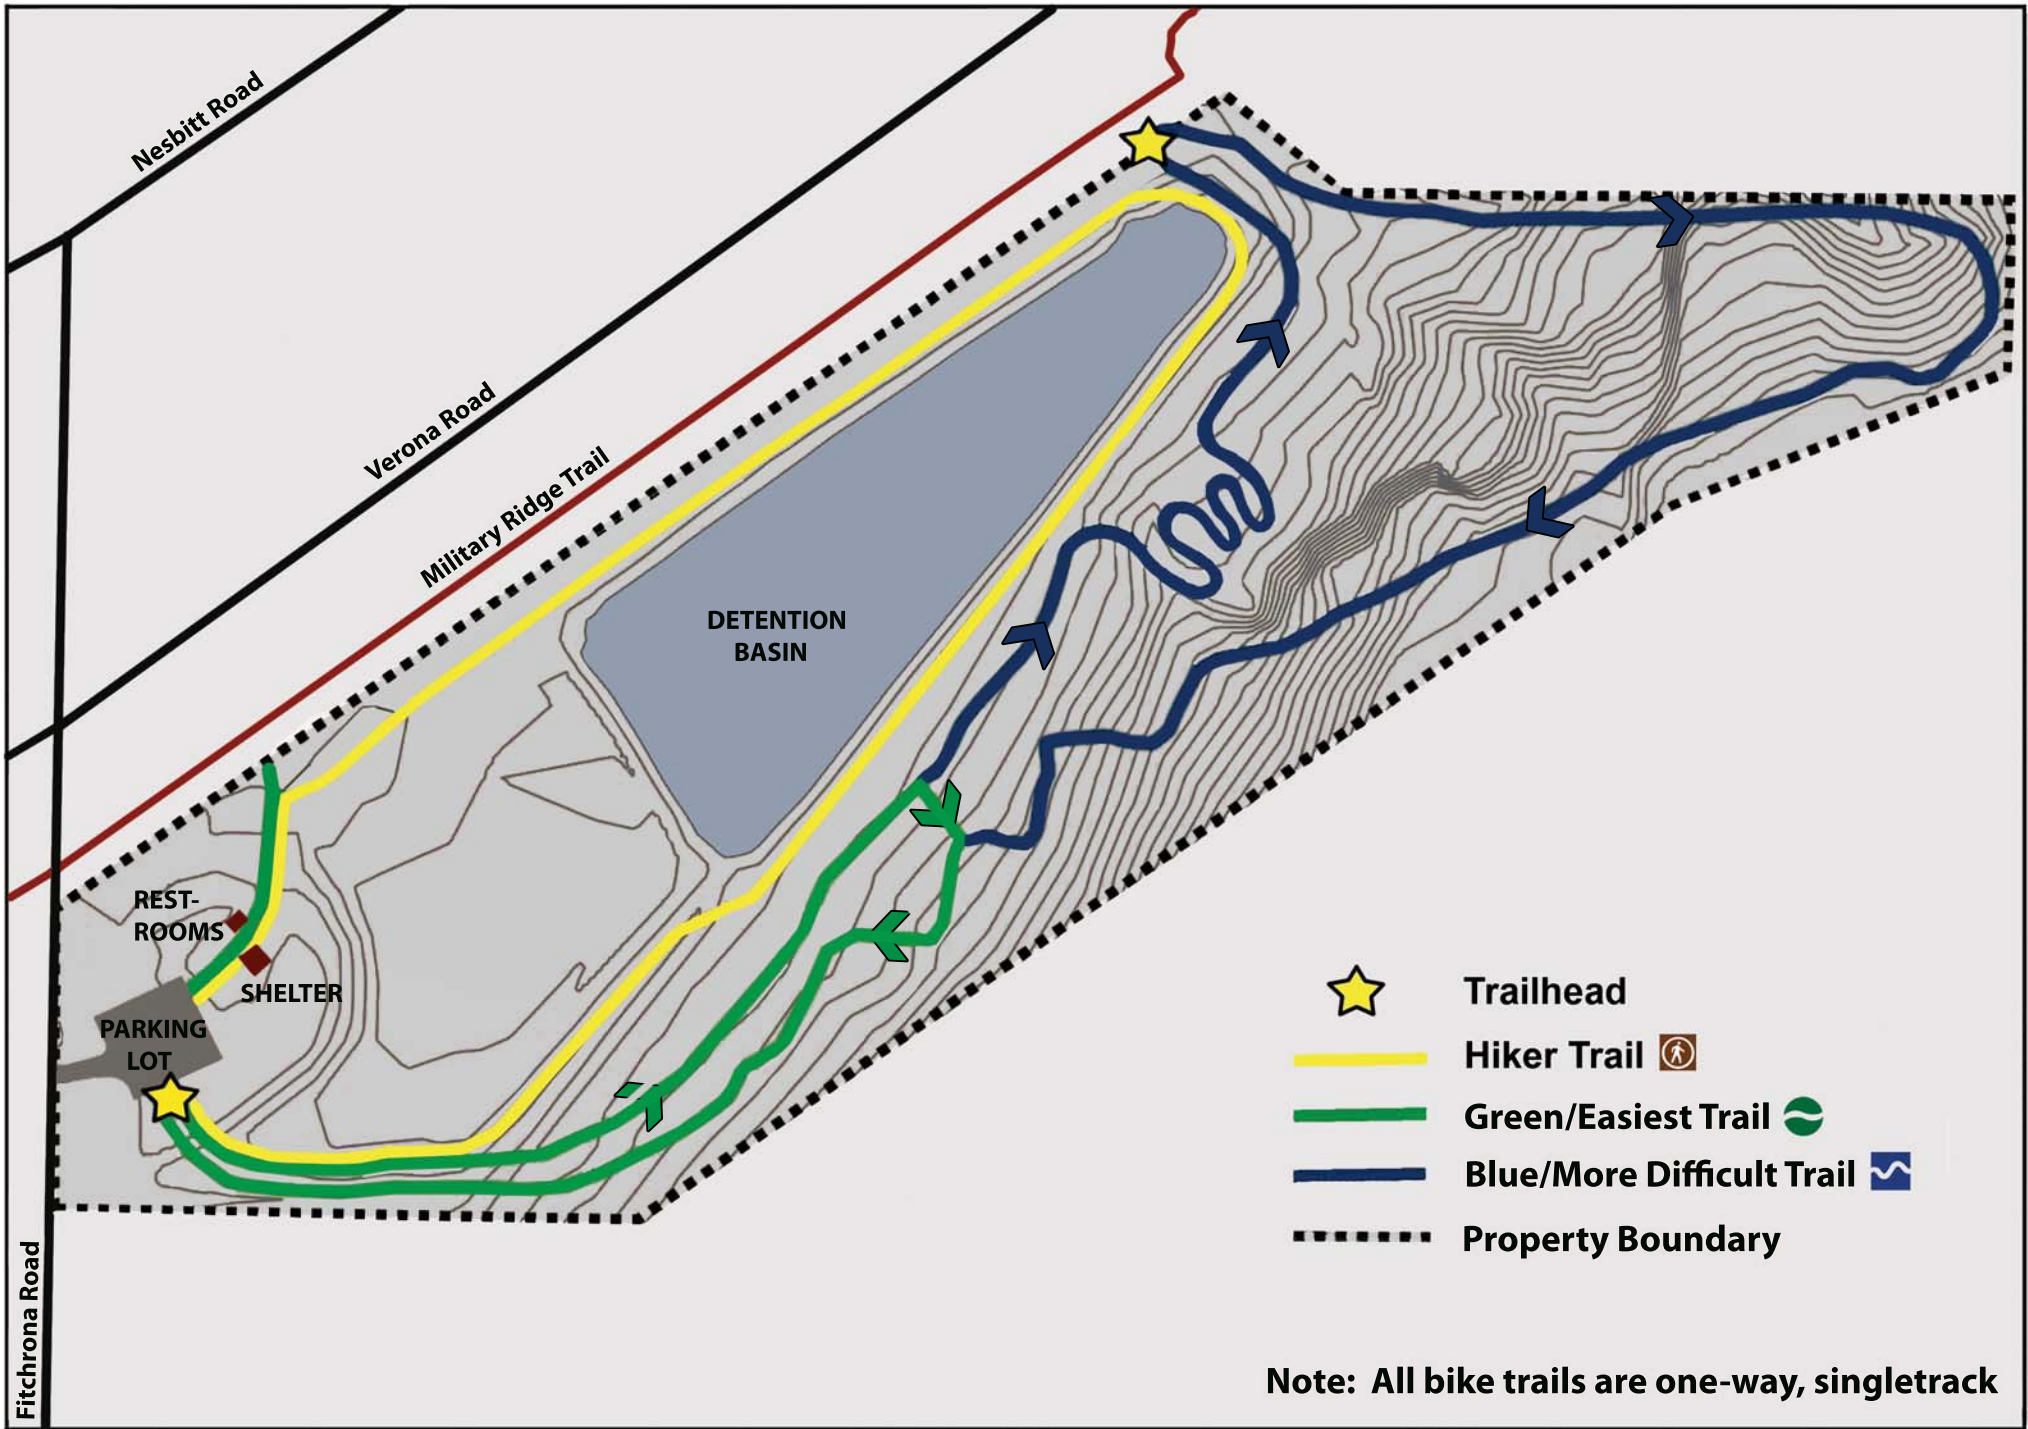 Nesbitt Road
Verona Road
Military Ridge Trail
DETENTION
BASIN
REST-
ROOMS
SHELTER
PARKING
LOT
Fitchrona Road
Trailhead
Hiker Trail
Green/Easiest Trail
Blue/More Difficult Trail
Property Boundary
Note:  All bike trails are one-way, singletrack